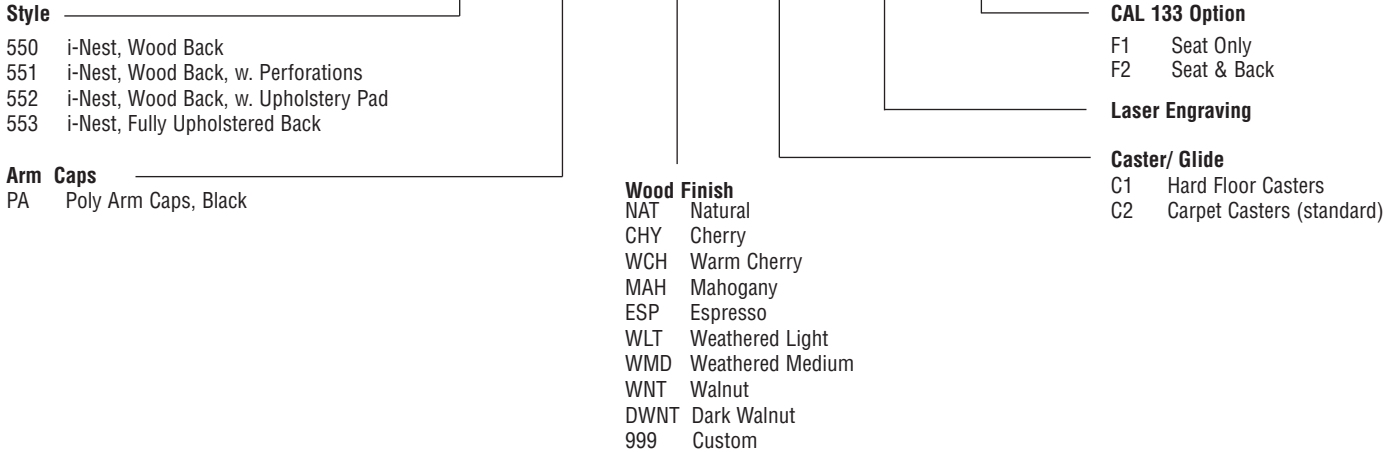 Style
550 i-Nest, Wood Back
551 i-Nest, Wood Back, w. Perforations
552 i-Nest, Wood Back, w. Upholstery Pad
553 i-Nest, Fully Upholstered Back
Arm Caps
PA Poly Arm Caps, Black
Wood Finish
NAT Natural
CHY Cherry
WCH Warm Cherry
MAH Mahogany
ESP Espresso
WLT Weathered Light
WMD Weathered Medium
WNT Walnut
DWNT Dark Walnut
999 Custom
CAL 133 Option
F1 Seat Only
F2 Seat & Back
Laser Engraving
Caster/ Glide
C1 Hard Floor Casters
C2 Carpet Casters (standard)